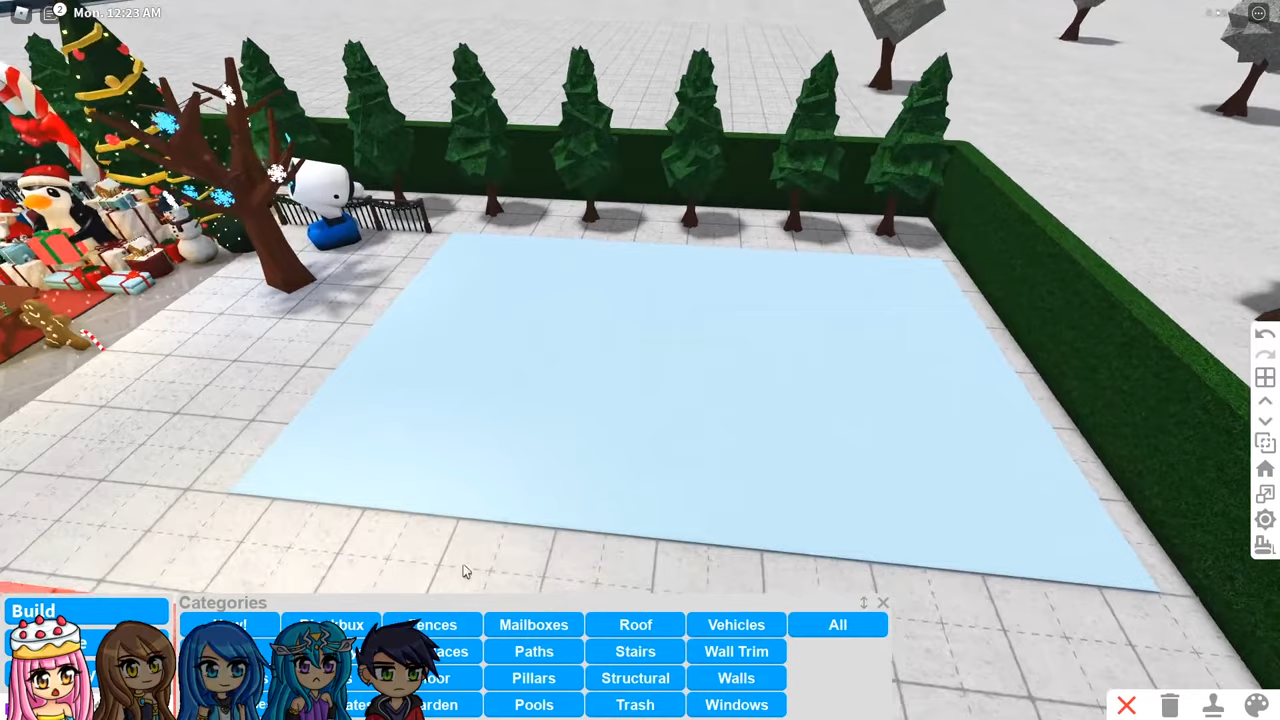 2
Mon. 12:23 AM
Build
Categories
Mailboxes Roof Vehicles All
Paths Stairs Wall Trim
Pillars Structural Walls
Pools Trash Windows